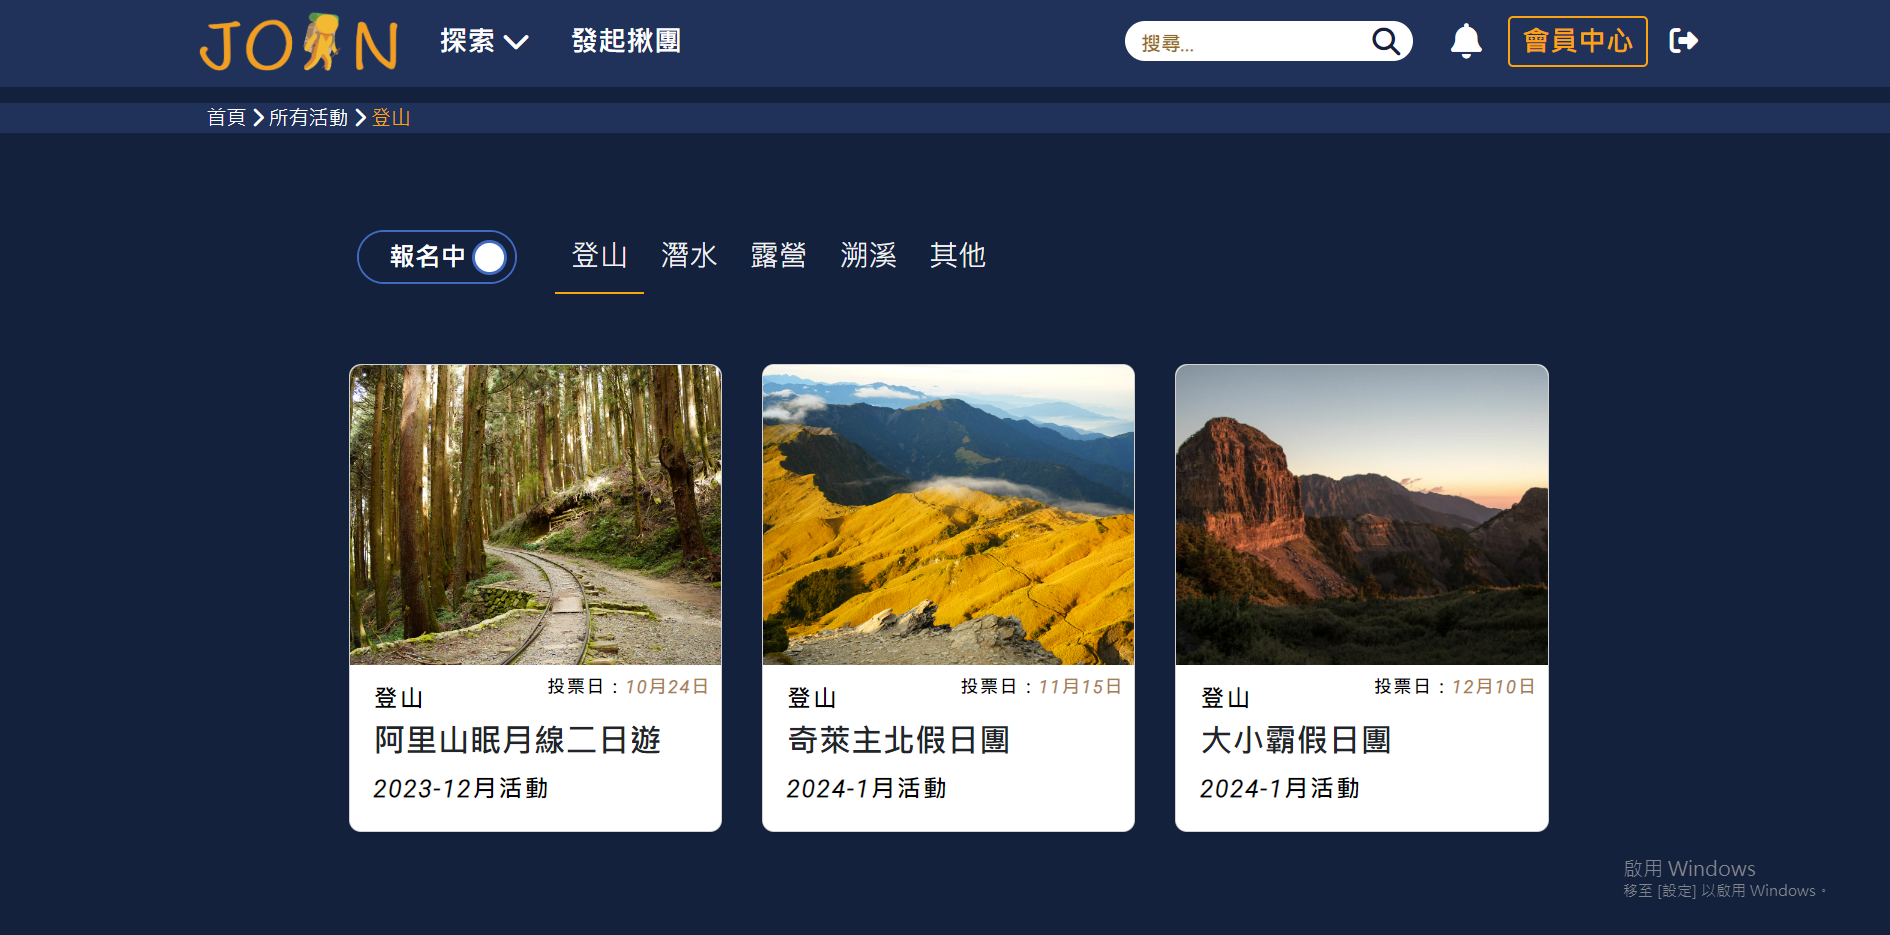 JOIN 探索 發起揪團 搜尋... 會員中心
首頁 所有活動 登山
報名中 登山 潛水 露營 溯溪 其他
登山 投票日：10月24日
阿里山眠月線二日遊
2023-12月活動
登山 投票日：11月15日
奇萊主北假日團
2024-1月活動
登山 投票日：12月10日
大小霸假日團
2024-1月活動
啟用 Windows
移至 [設定] 以啟用 Windows。